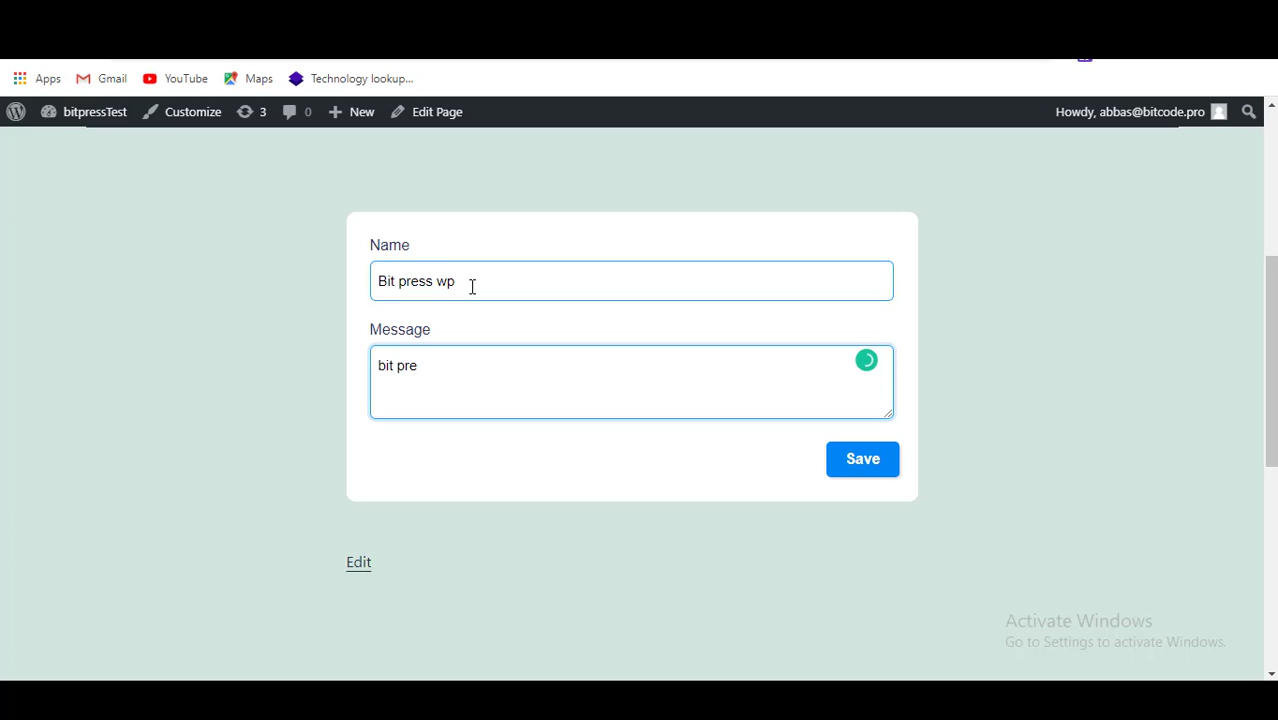 Apps Gmail YouTube Maps Technology lookup...
bitpressTest Customize 3 0 New Edit Page Howdy, abbas@bitcode.pro
Name
Bit press wp
Message
bit pre
Save
Edit
Activate Windows
Go to Settings to activate Windows.